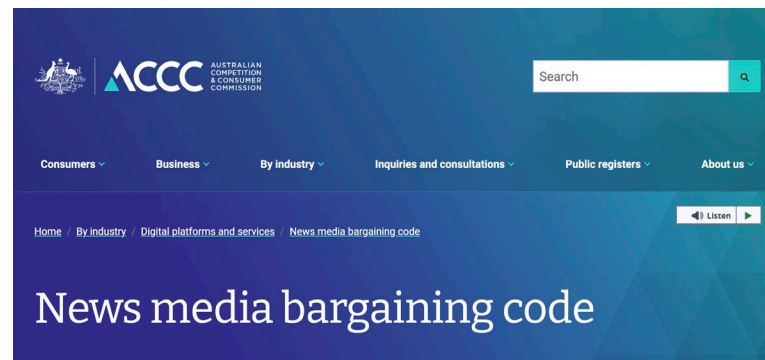 ACCC
AUSTRALIAN
COMPETITION
& CONSUMER
COMMISSION
Search
Consumers
Business
By industry
Inquiries and consultations
Public registers
About us
Listen
Home / By industry / Digital platforms and services / News media bargaining code
News media bargaining code